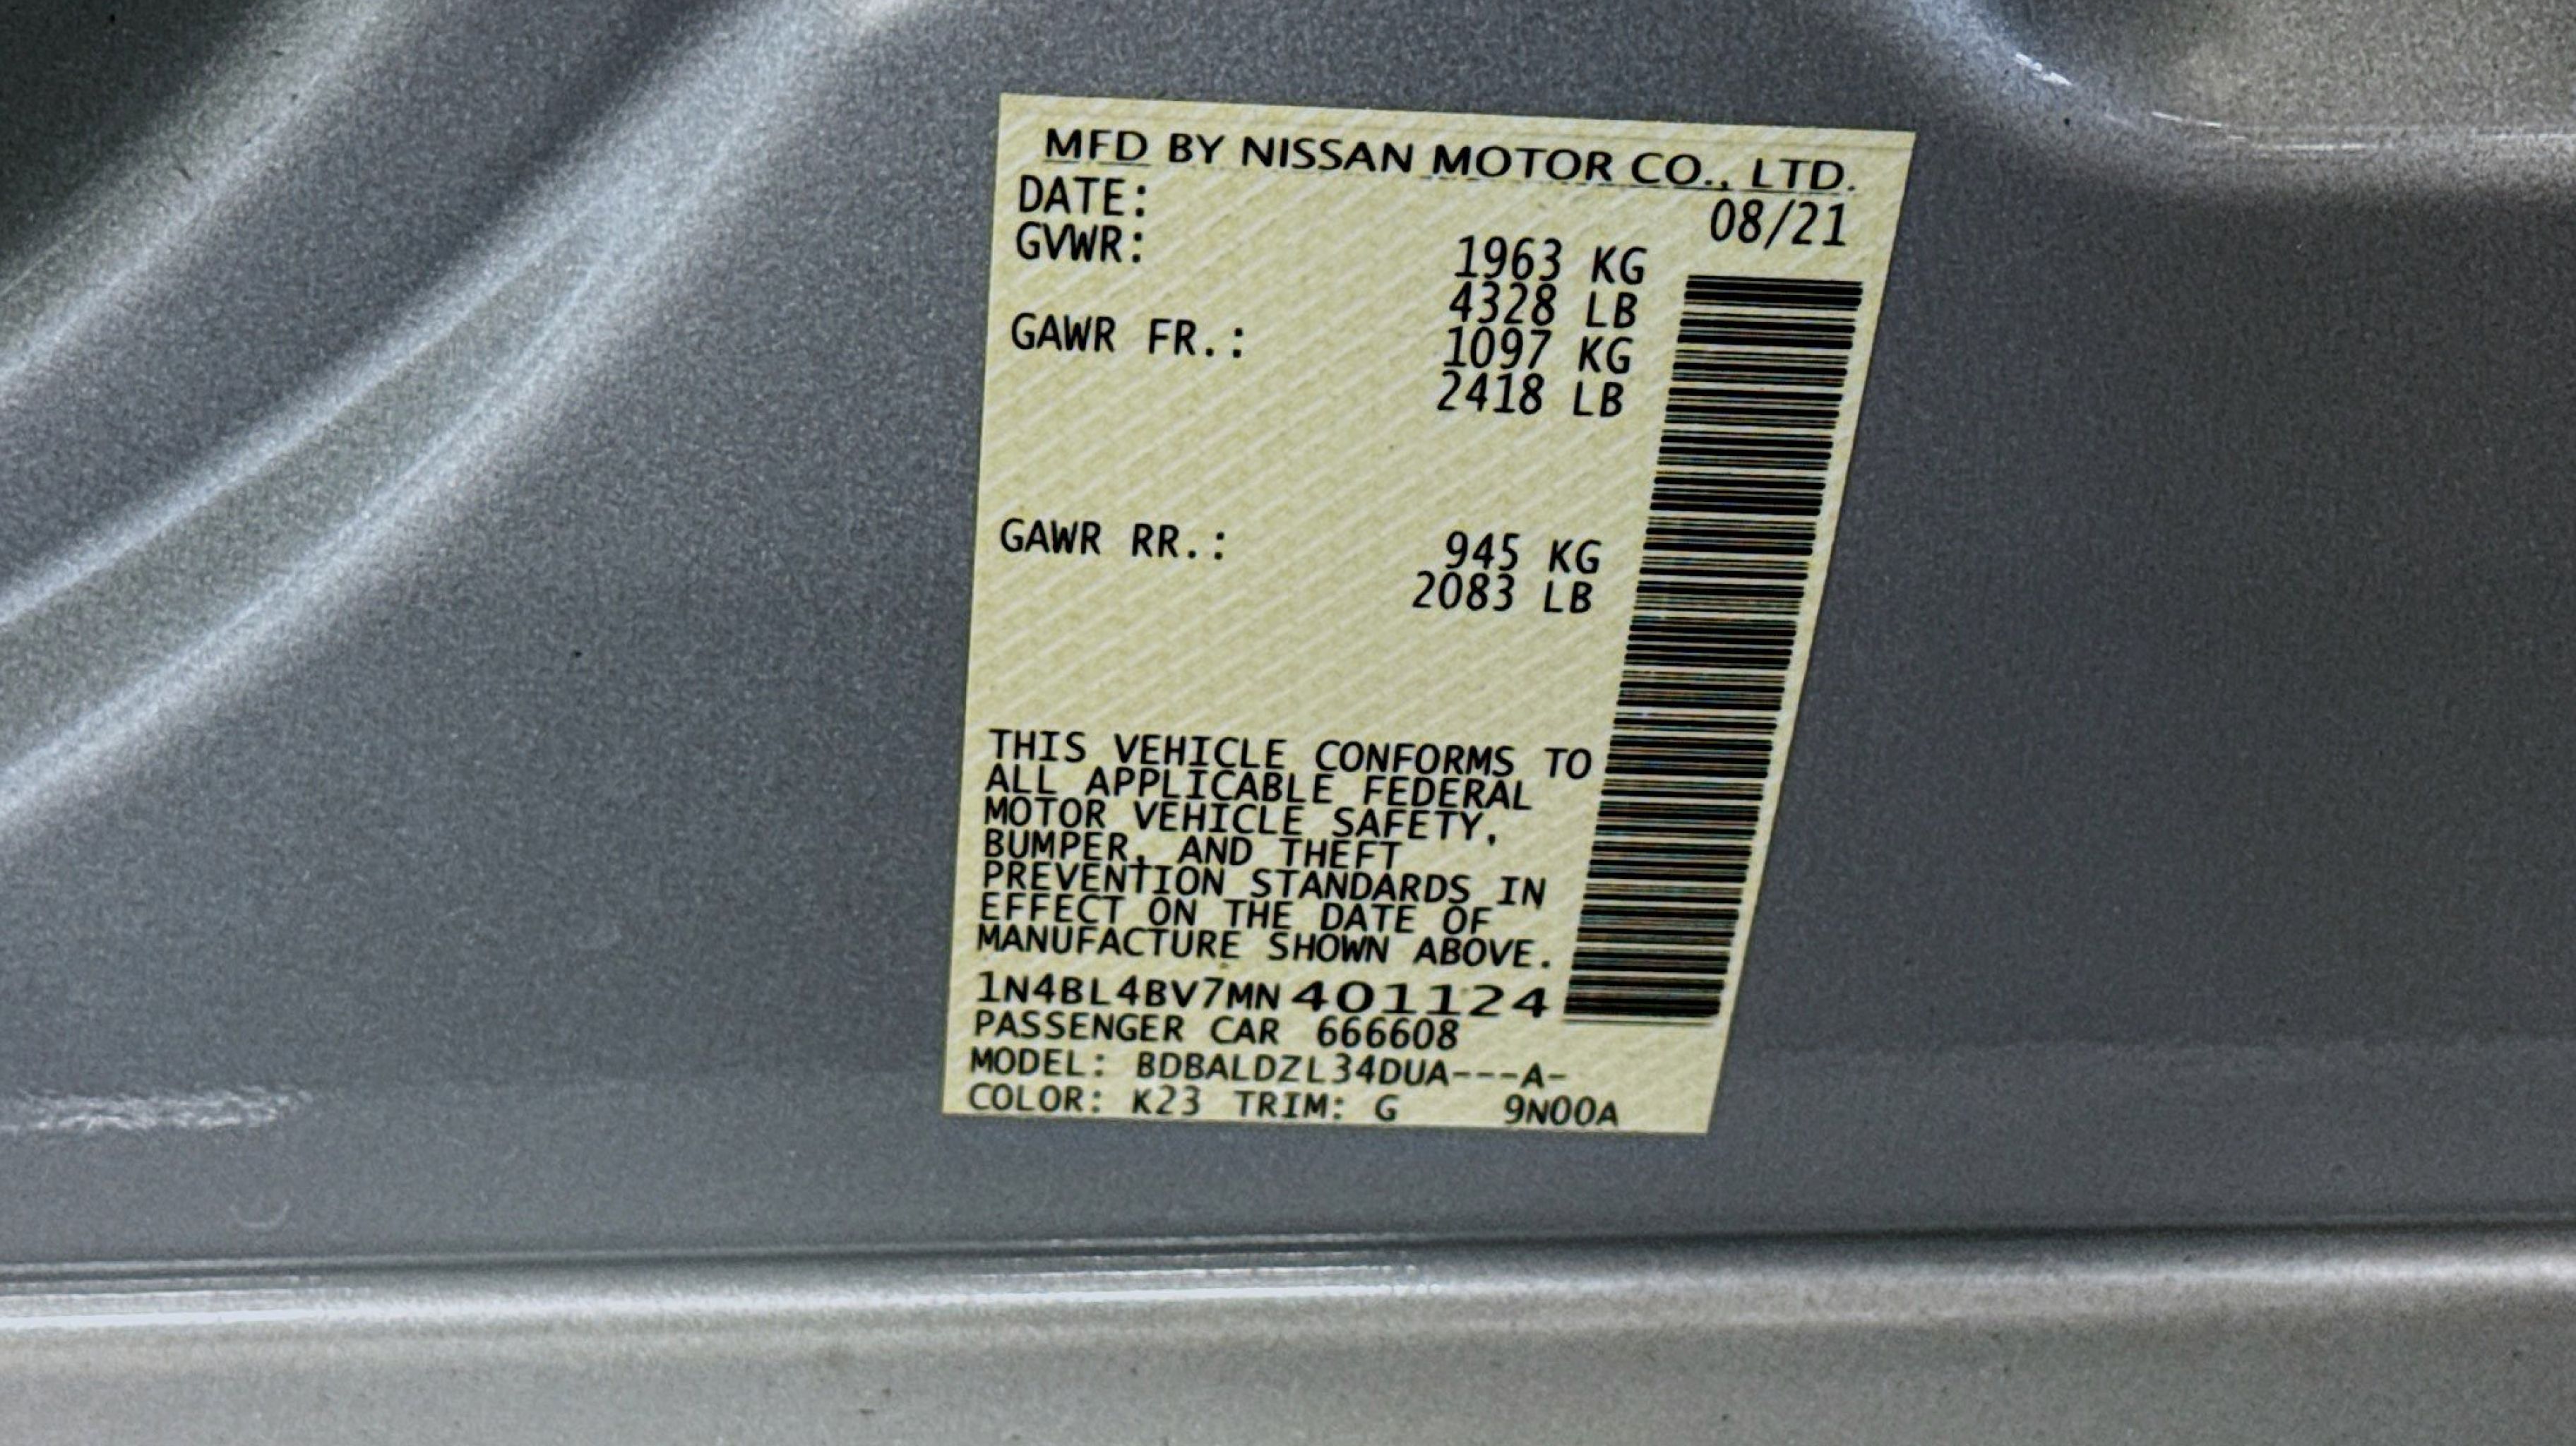 MFD BY NISSAN MOTOR CO., LTD.
DATE: 08/21
GVWR: 1963 KG
4328 LB
GAWR FR.: 1097 KG
2418 LB
GAWR RR.: 945 KG
2083 LB
THIS VEHICLE CONFORMS TO
ALL APPLICABLE FEDERAL
MOTOR VEHICLE SAFETY,
BUMPER, AND THEFT
PREVENTION STANDARDS IN
EFFECT ON THE DATE OF
MANUFACTURE SHOWN ABOVE.
1N4BL4BV7MN401124
PASSENGER CAR 666608
MODEL: BDBALDZL34DUA---A-
COLOR: K23 TRIM: G 9N00A